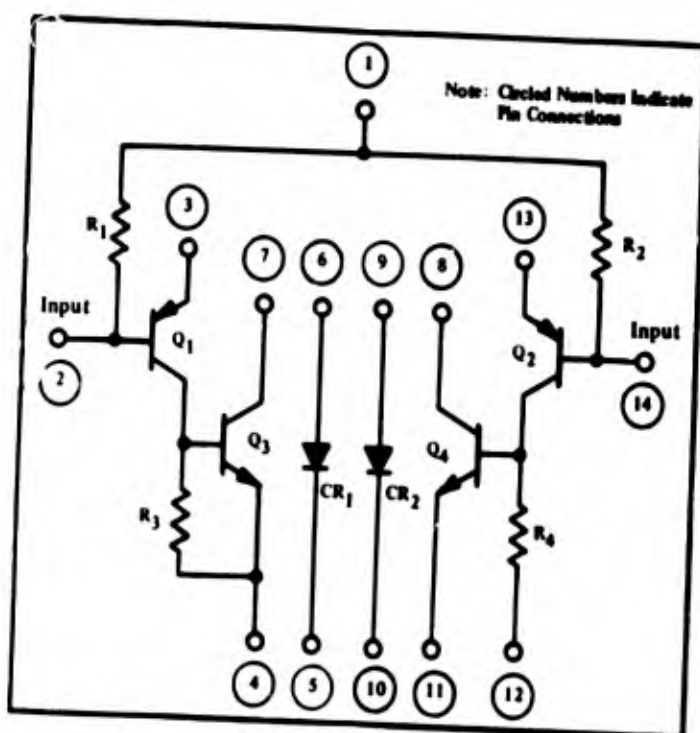 1
Note: Circled Numbers Indicate
Pin Connections
3
13
R1
7
6
9
8
R2
Input
Input
Q1
Q2
2
14
Q3
Q4
CR1
CR2
R3
R4
4
5
10
11
12